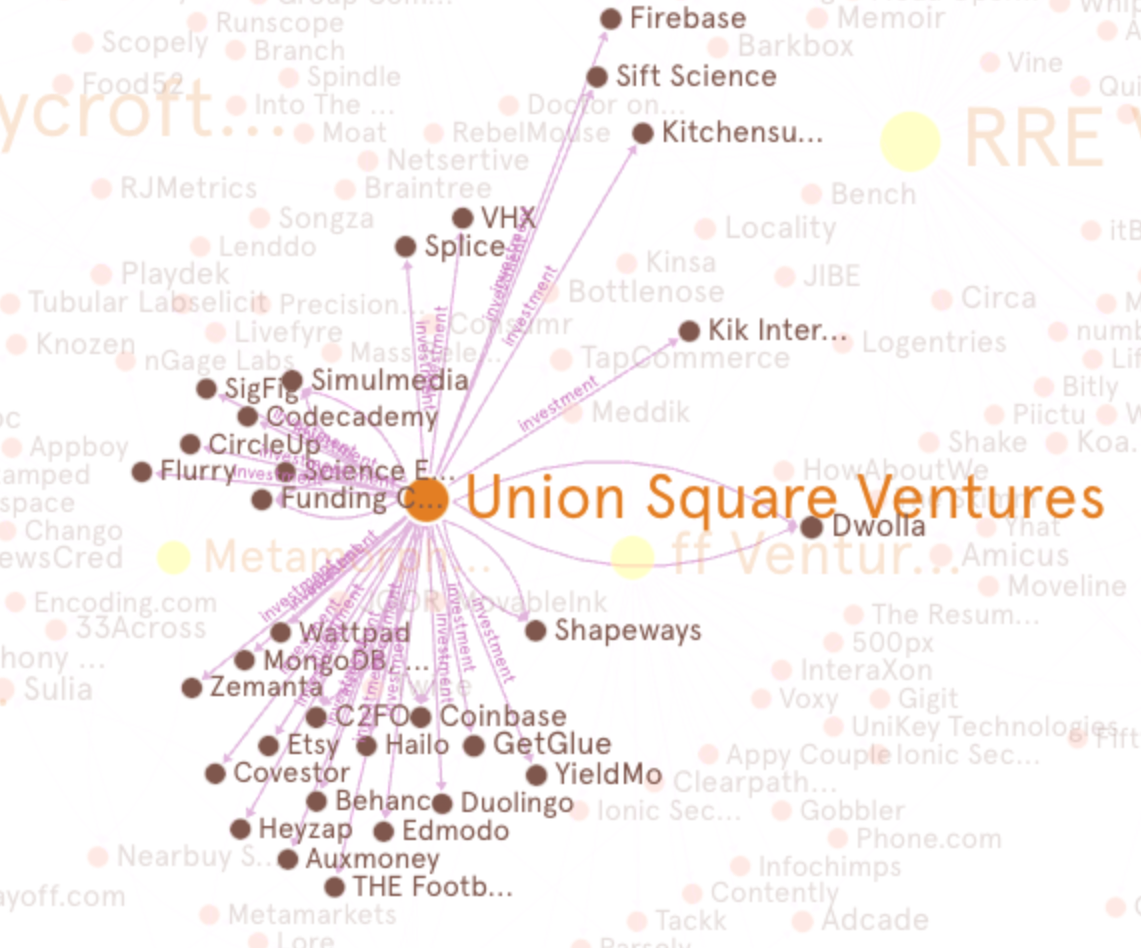 Group Com...
Firebase
Memoir
Whip
Runscope
Scopely
Branch
Barkbox
Vine
Food52
Spindle
Sift Science
Qui
Into The ...
Doctor on...
ycroft...
Moat
RebelMouse
Kitchensu...
RRE V
Netsertive
RJMetrics
Braintree
Bench
Songza
VHX
Locality
itB
Lenddo
Splice
Playdek
Kinsa
JIBE
Tubular Labs
elicit
Precision...
Bottlenose
Circa
Knozen
Livefyre
Kik Inter...
Logentries
numb
nGage Labs
TapCommerce
Lif
SigFig
Simulmedia
Bitly
Codecademy
Meddik
Piictu
W
oc
Appboy
CircleUp
Shake
Koa.
amped
Flurry
Science E...
HowAboutWe
space
Funding C...
Union Square Ventures
Chango
Dwolla
Yhat
ewsCred
Metamorph...
ff Ventur...
Amicus
Moveline
Encoding.com
MovableInk
The Resum...
33Across
Wattpad
Shapeways
500px
hony ...
MongoDB, ...
InteraXon
Sulia
Zemanta
Voxy
Gigit
C2FO
Coinbase
UniKey Technologies
Fift
Etsy
Hailo
GetGlue
Appy Couple
Ionic Sec...
Covestor
YieldMo
Clearpath...
Behanc
Duolingo
Ionic Sec...
Gobbler
Heyzap
Edmodo
Phone.com
Nearbuy S...
Auxmoney
Infochimps
ayoff.com
THE Footb...
Contently
Metamarkets
Tackk
Adcade
Lore
Parsely
investment
investment
investment
investment
investment
investment
investment
investment
investment
investment